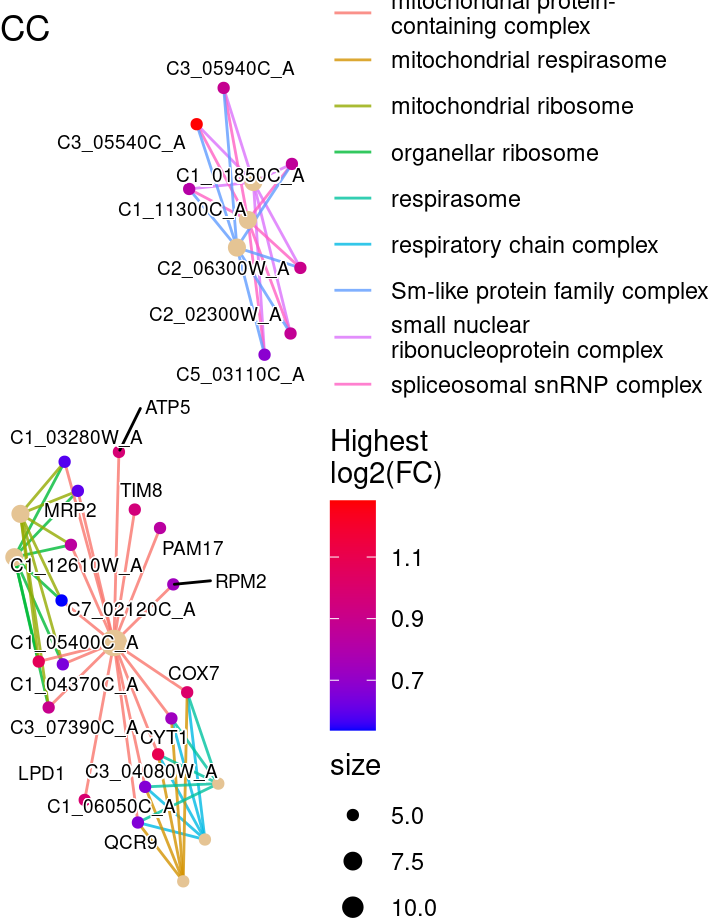 CC
C3_05940C_A
C3_05540C_A
C1_01850C_A
C1_11300C_A
C2_06300W_A
C2_02300W_A
C5_03110C_A
ATP5
C1_03280W_A
TIM8
MRP2
PAM17
C1_12610W_A
RPM2
C7_02120C_A
C1_05400C_A
COX7
C1_04370C_A
C3_07390C_A
CYT1
LPD1
C3_04080W_A
C1_06050C_A
QCR9
mitochondrial protein-
containing complex
mitochondrial respirasome
mitochondrial ribosome
organellar ribosome
respirasome
respiratory chain complex
Sm-like protein family complex
small nuclear
ribonucleoprotein complex
spliceosomal snRNP complex
Highest
log2(FC)
1.1
0.9
0.7
size
5.0
7.5
10.0